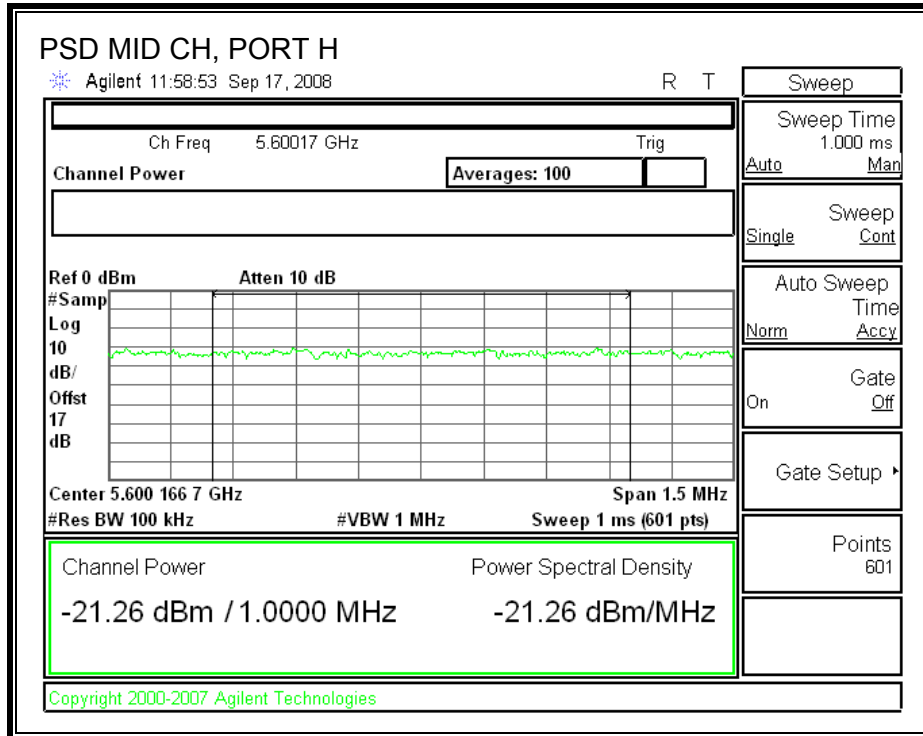 PSD MID CH, PORT H
Agilent 11:58:53 Sep 17, 2008 R T
Ch Freq 5.60017 GHz Trig
Channel Power Averages: 100
Ref 0 dBm Atten 10 dB
#Samp
Log
10
dB/
Offst
17
dB
Center 5.600 166 7 GHz Span 1.5 MHz
#Res BW 100 kHz #VBW 1 MHz Sweep 1 ms (601 pts)
Channel Power Power Spectral Density
-21.26 dBm / 1.0000 MHz -21.26 dBm/MHz
Copyright 2000-2007 Agilent Technologies
Sweep
Sweep Time
1.000 ms
Auto Man
Sweep
Single Cont
Auto Sweep
Time
Norm Accy
Gate
On Off
Gate Setup
Points
601